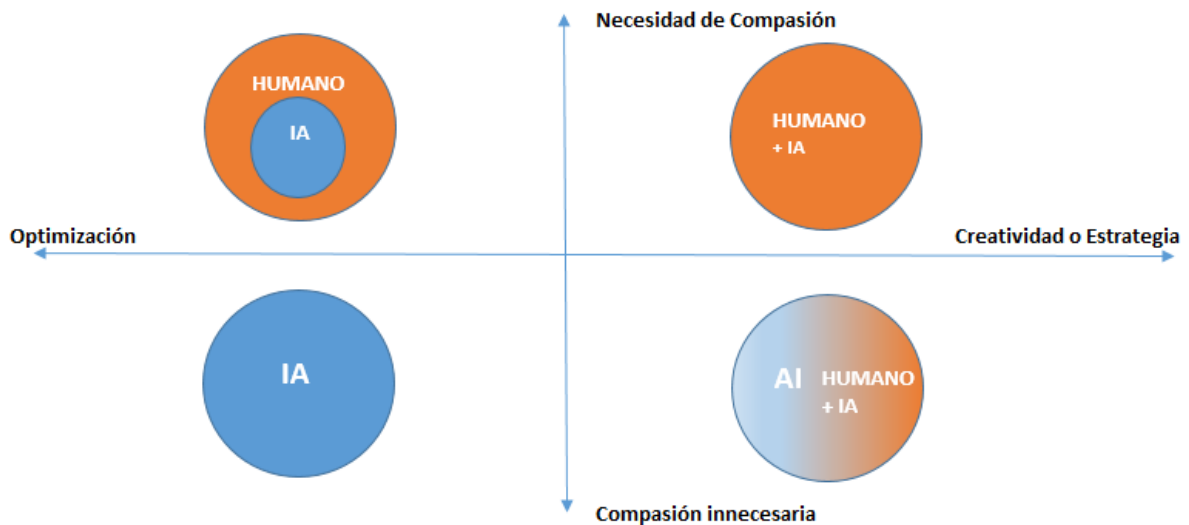 Necesidad de Compasión
HUMANO
IA
HUMANO
+ IA
Optimización
Creatividad o Estrategia
IA
AI
HUMANO
+ IA
Compasión innecesaria